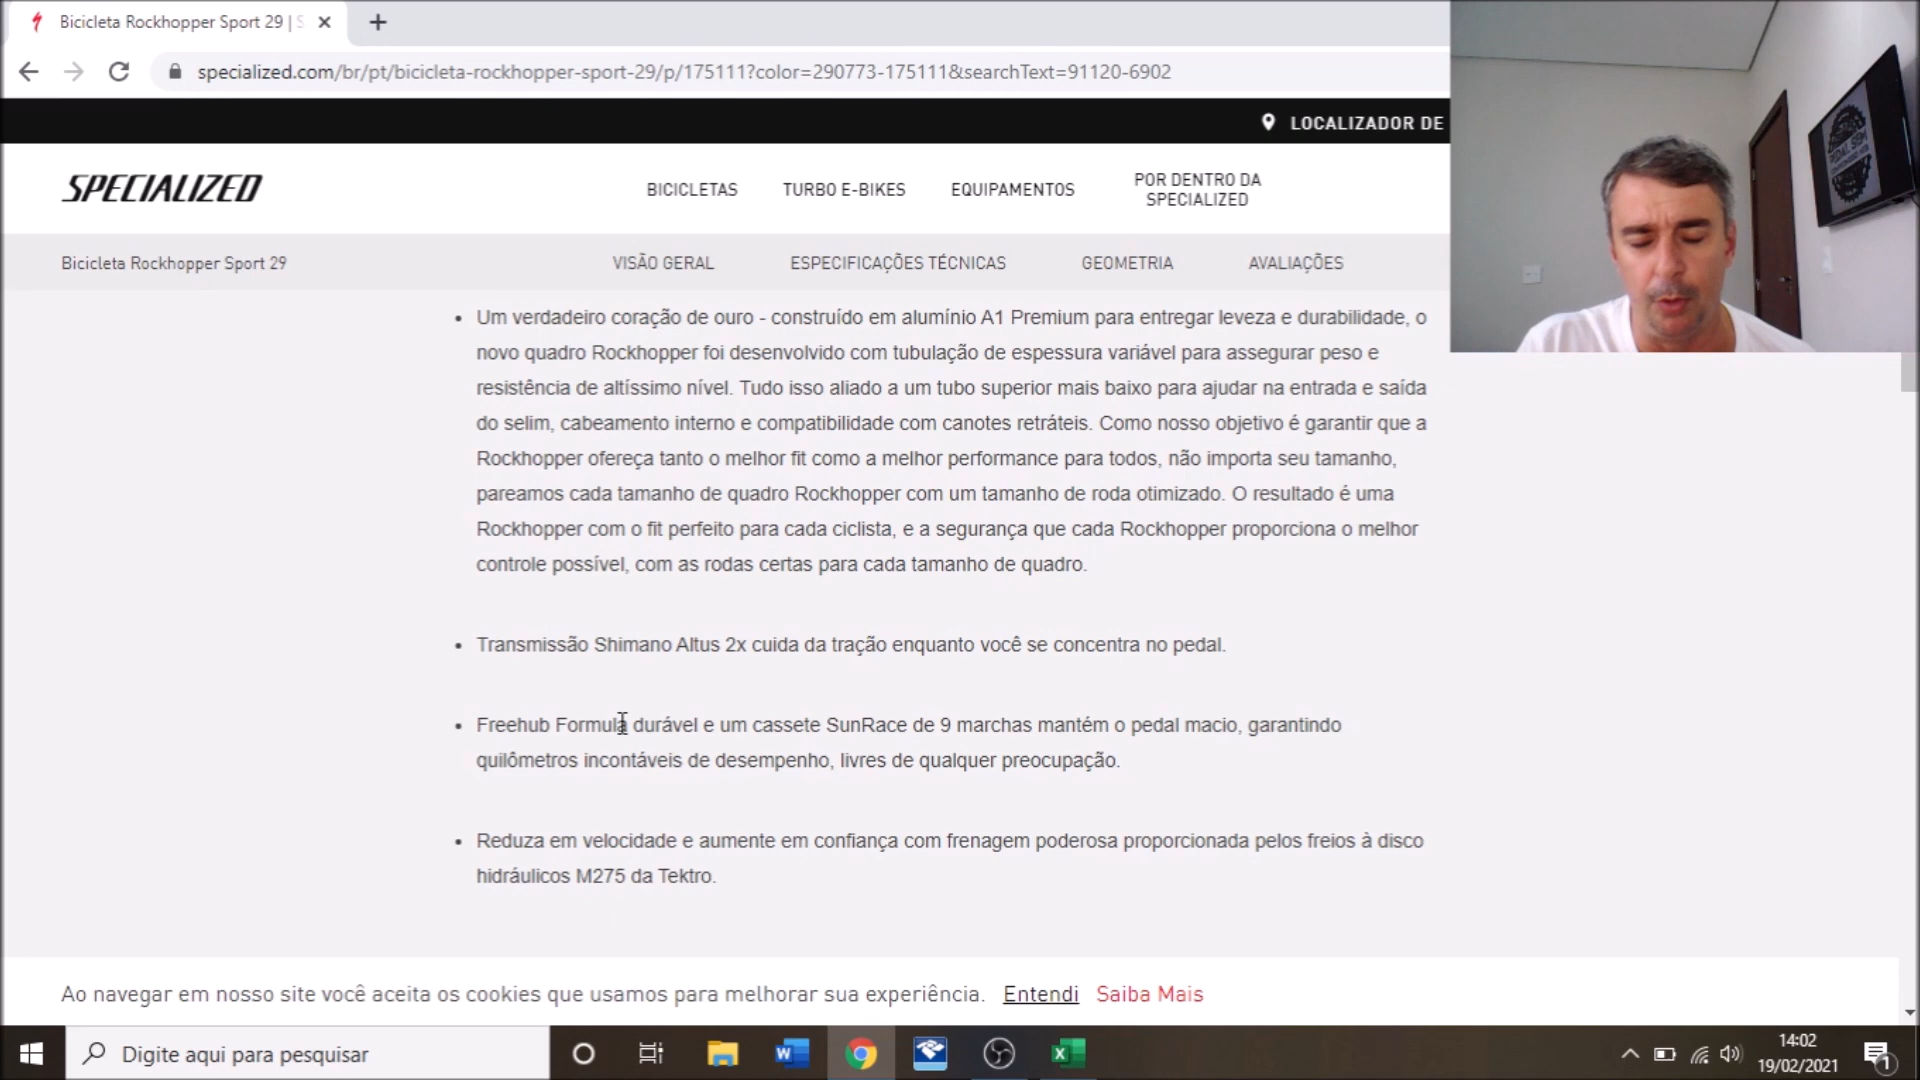 Bicicleta Rockhopper Sport 29 | S
specialized.com/br/pt/bicicleta-rockhopper-sport-29/p/175111?color=290773-175111&searchText=91120-6902
LOCALIZADOR DE
SPECIALIZED
BICICLETAS
TURBO E-BIKES
EQUIPAMENTOS
POR DENTRO DA
SPECIALIZED
Bicicleta Rockhopper Sport 29
VISÃO GERAL
ESPECIFICAÇÕES TÉCNICAS
GEOMETRIA
AVALIAÇÕES
PEDAL SEM
• Um verdadeiro coração de ouro - construído em alumínio A1 Premium para entregar leveza e durabilidade, o
novo quadro Rockhopper foi desenvolvido com tubulação de espessura variável para assegurar peso e
resistência de altíssimo nível. Tudo isso aliado a um tubo superior mais baixo para ajudar na entrada e saída
do selim, cabeamento interno e compatibilidade com canotes retráteis. Como nosso objetivo é garantir que a
Rockhopper ofereça tanto o melhor fit como a melhor performance para todos, não importa seu tamanho,
pareamos cada tamanho de quadro Rockhopper com um tamanho de roda otimizado. O resultado é uma
Rockhopper com o fit perfeito para cada ciclista, e a segurança que cada Rockhopper proporciona o melhor
controle possível, com as rodas certas para cada tamanho de quadro.
• Transmissão Shimano Altus 2x cuida da tração enquanto você se concentra no pedal.
• Freehub Formula durável e um cassete SunRace de 9 marchas mantém o pedal macio, garantindo
quilômetros incontáveis de desempenho, livres de qualquer preocupação.
• Reduza em velocidade e aumente em confiança com frenagem poderosa proporcionada pelos freios à disco
hidráulicos M275 da Tektro.
Ao navegar em nosso site você aceita os cookies que usamos para melhorar sua experiência. Entendi Saiba Mais
Digite aqui para pesquisar
14:02
19/02/2021
1